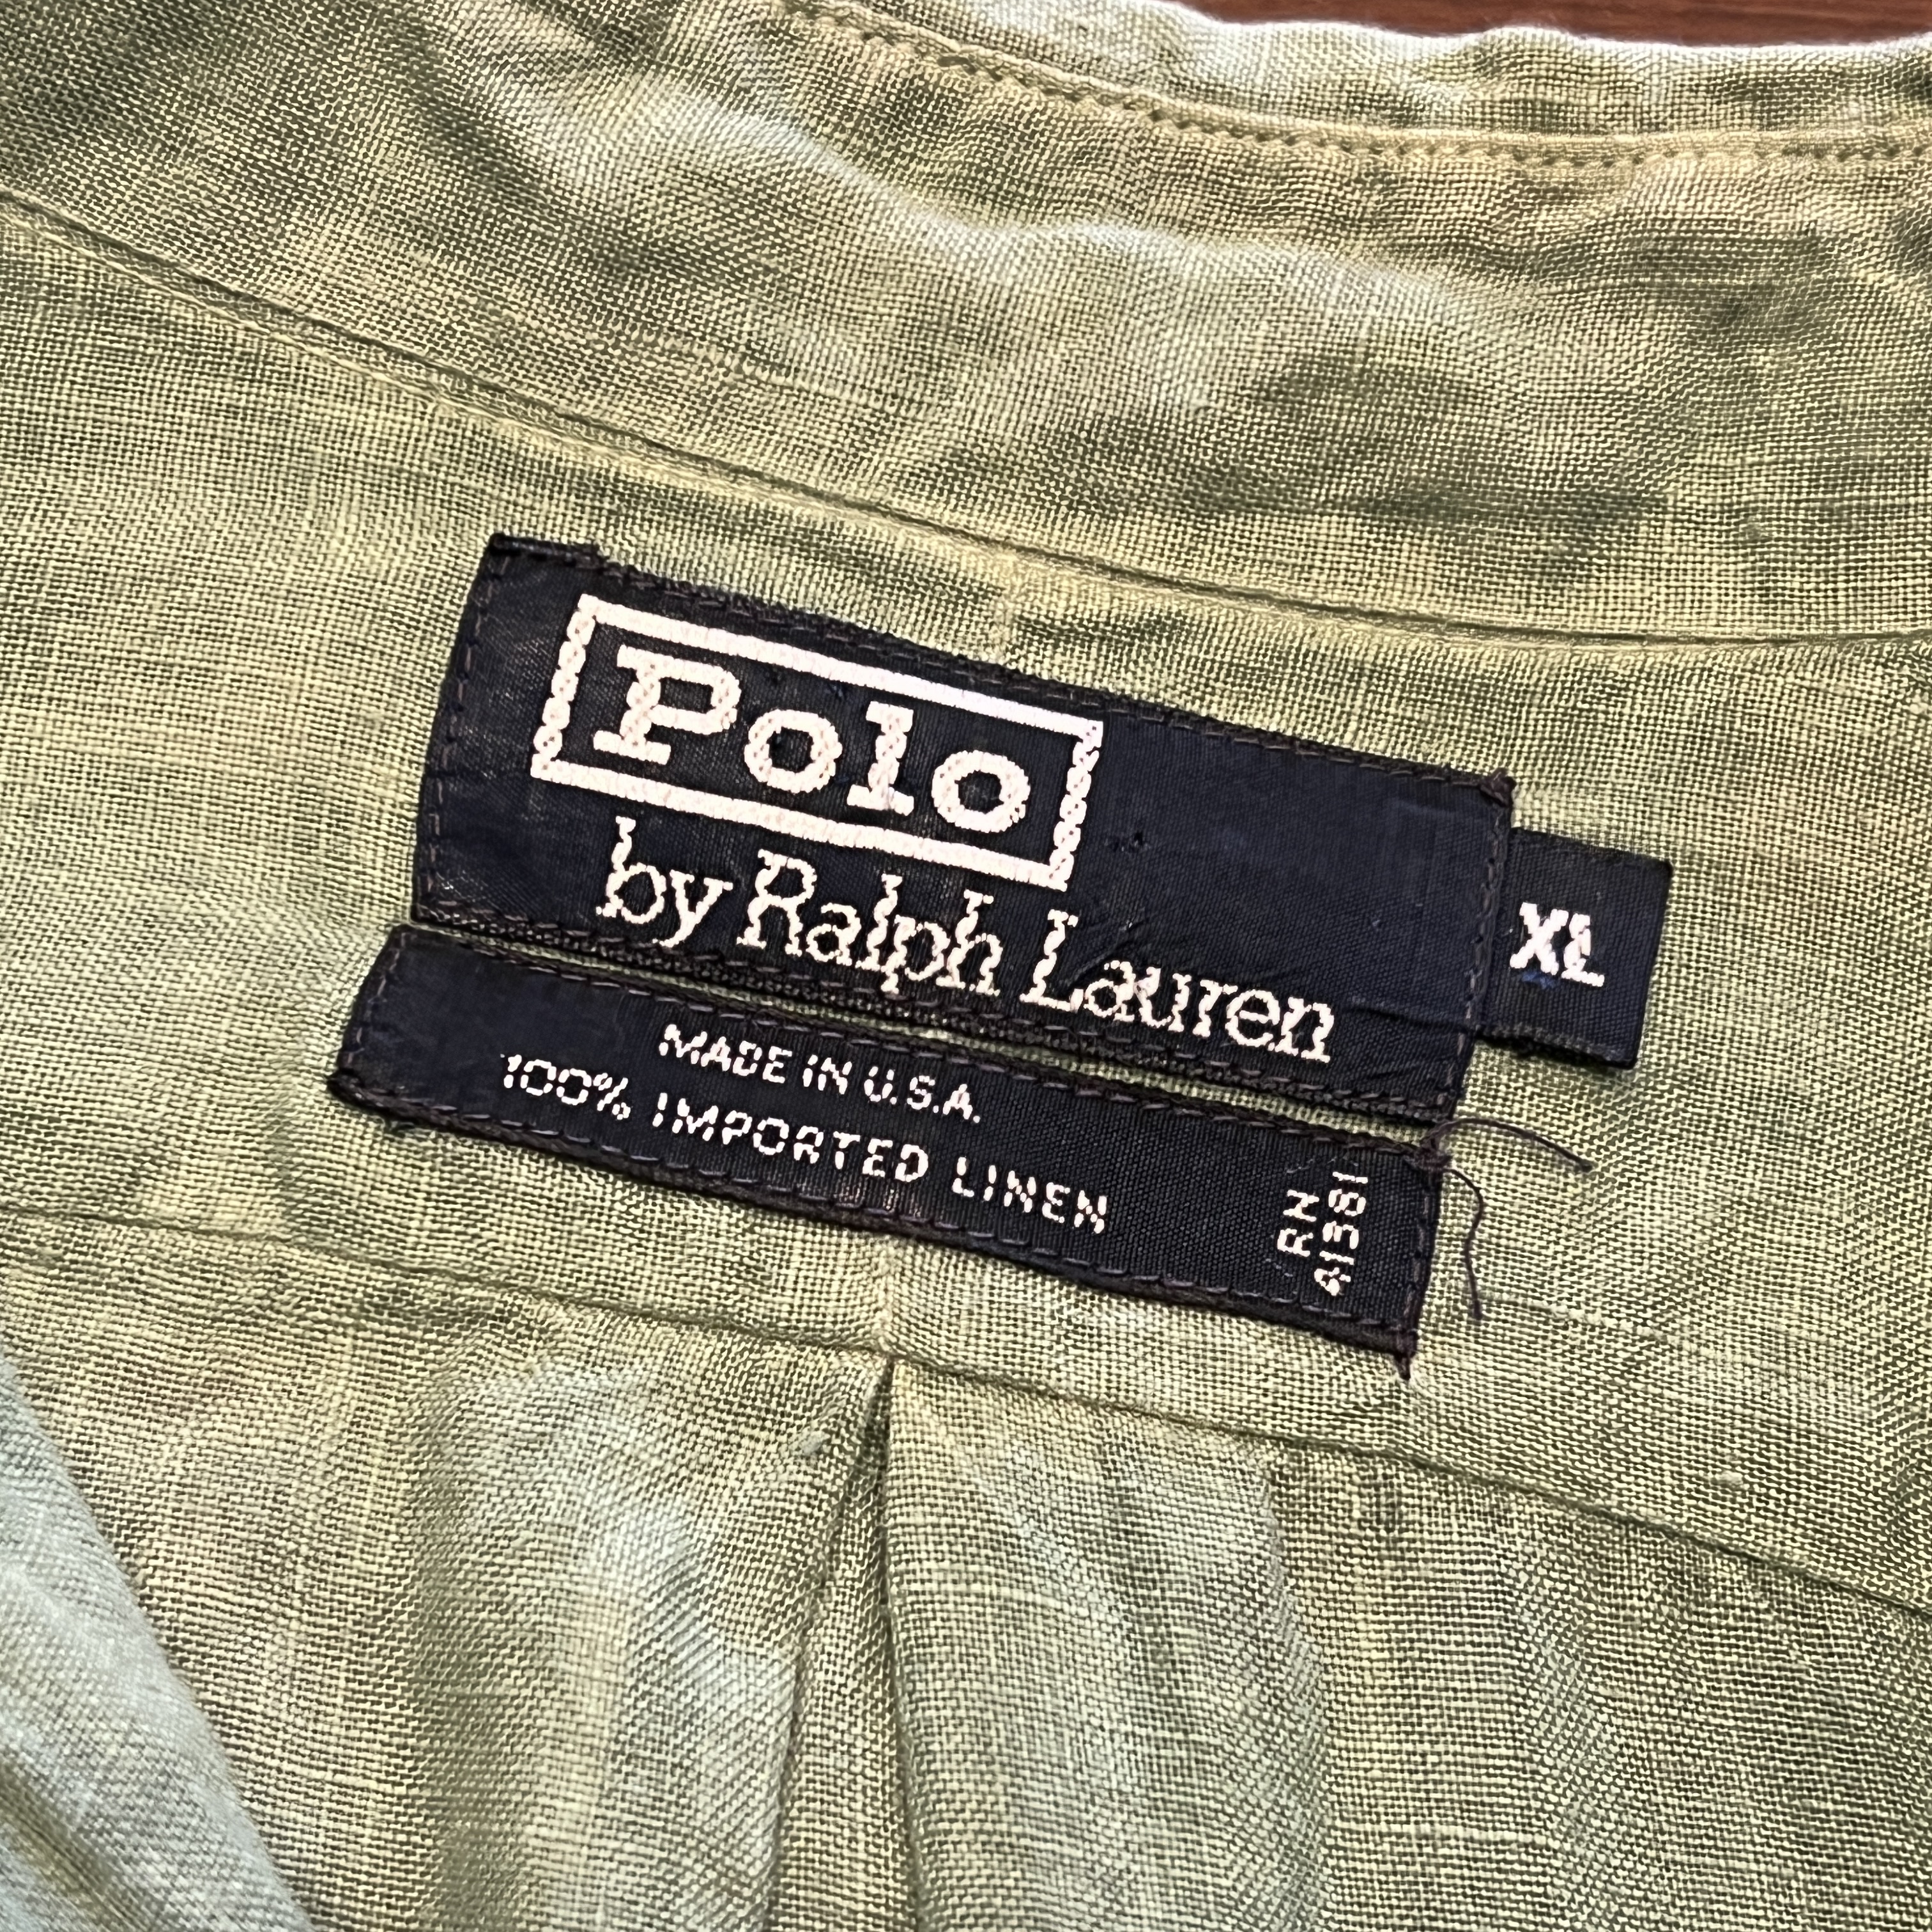 Polo
by Ralph Lauren
XL
MADE IN U.S.A.
100% IMPORTED LINEN
RN
41381